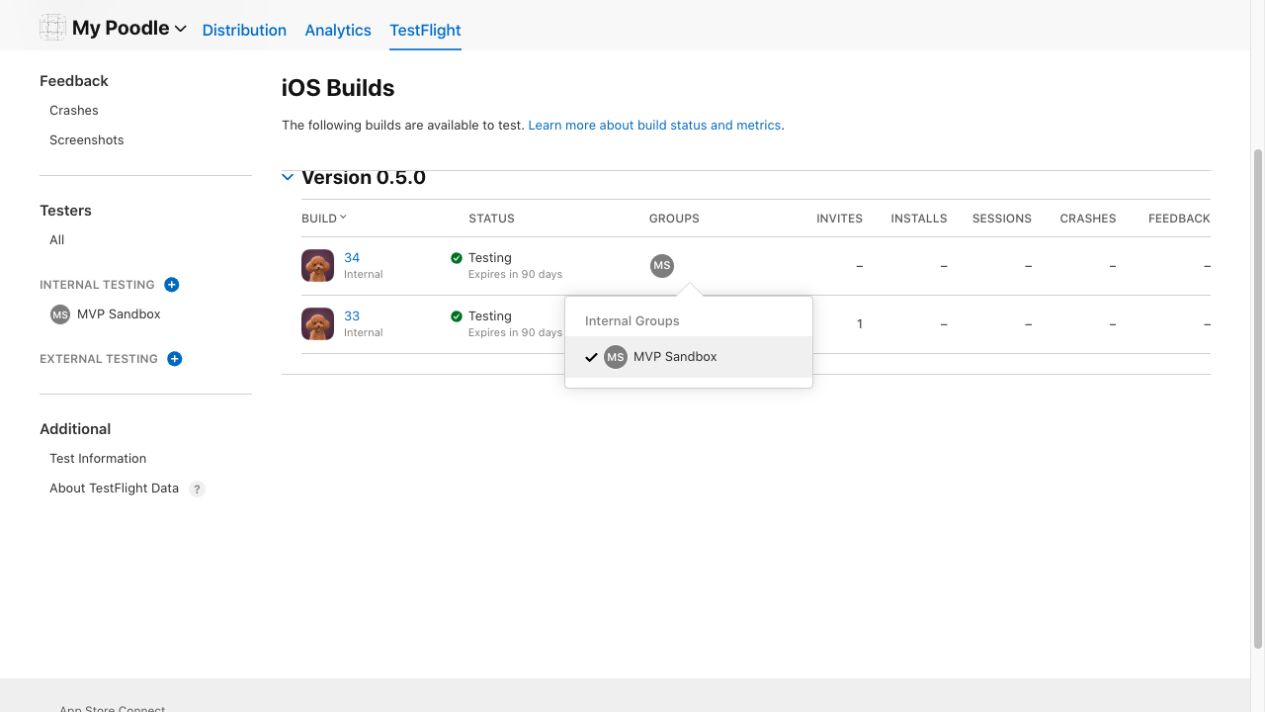 My Poodle Distribution Analytics TestFlight
Feedback
Crashes
Screenshots
Testers
All
INTERNAL TESTING
MS MVP Sandbox
EXTERNAL TESTING
Additional
Test Information
About TestFlight Data ?
iOS Builds
The following builds are available to test. Learn more about build status and metrics.
Version 0.5.0
BUILD STATUS GROUPS INVITES INSTALLS SESSIONS CRASHES FEEDBACK
34 Testing MS – – – – –
Internal Expires in 90 days
33 Testing 1 – – – –
Internal Expires in 90 days
Internal Groups
MS MVP Sandbox
App Store Connect